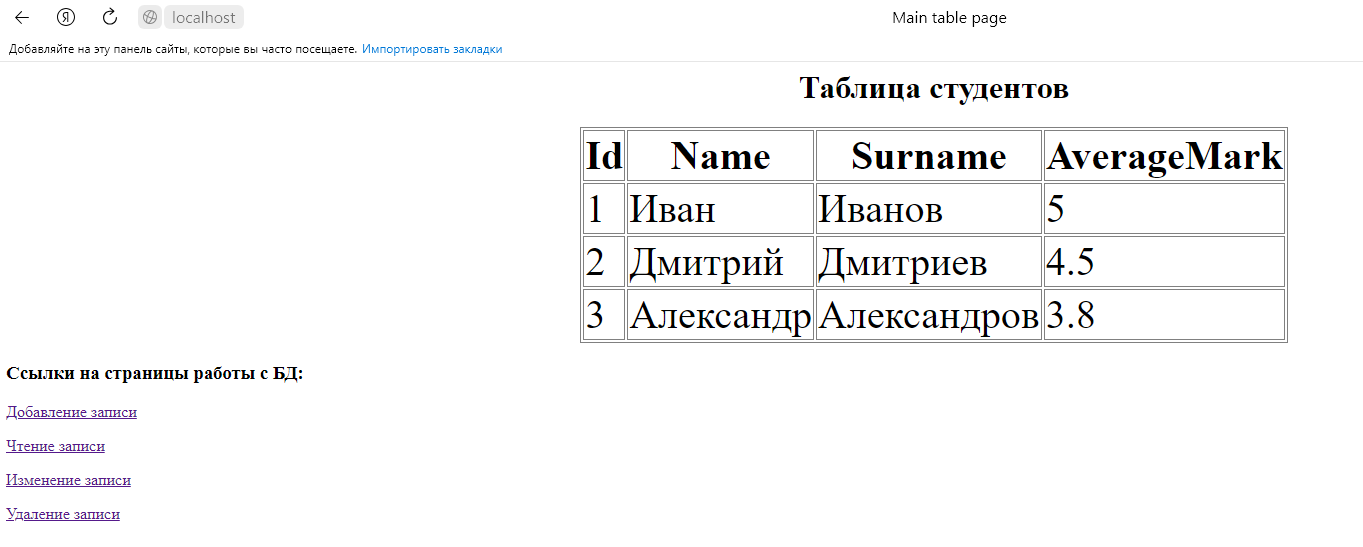 Я localhost Main table page
Добавляйте на эту панель сайты, которые вы часто посещаете. Импортировать закладки
Таблица студентов
Id Name Surname AverageMark
1 Иван Иванов 5
2 Дмитрий Дмитриев 4.5
3 Александр Александров 3.8
Ссылки на страницы работы с БД:
Добавление записи
Чтение записи
Изменение записи
Удаление записи